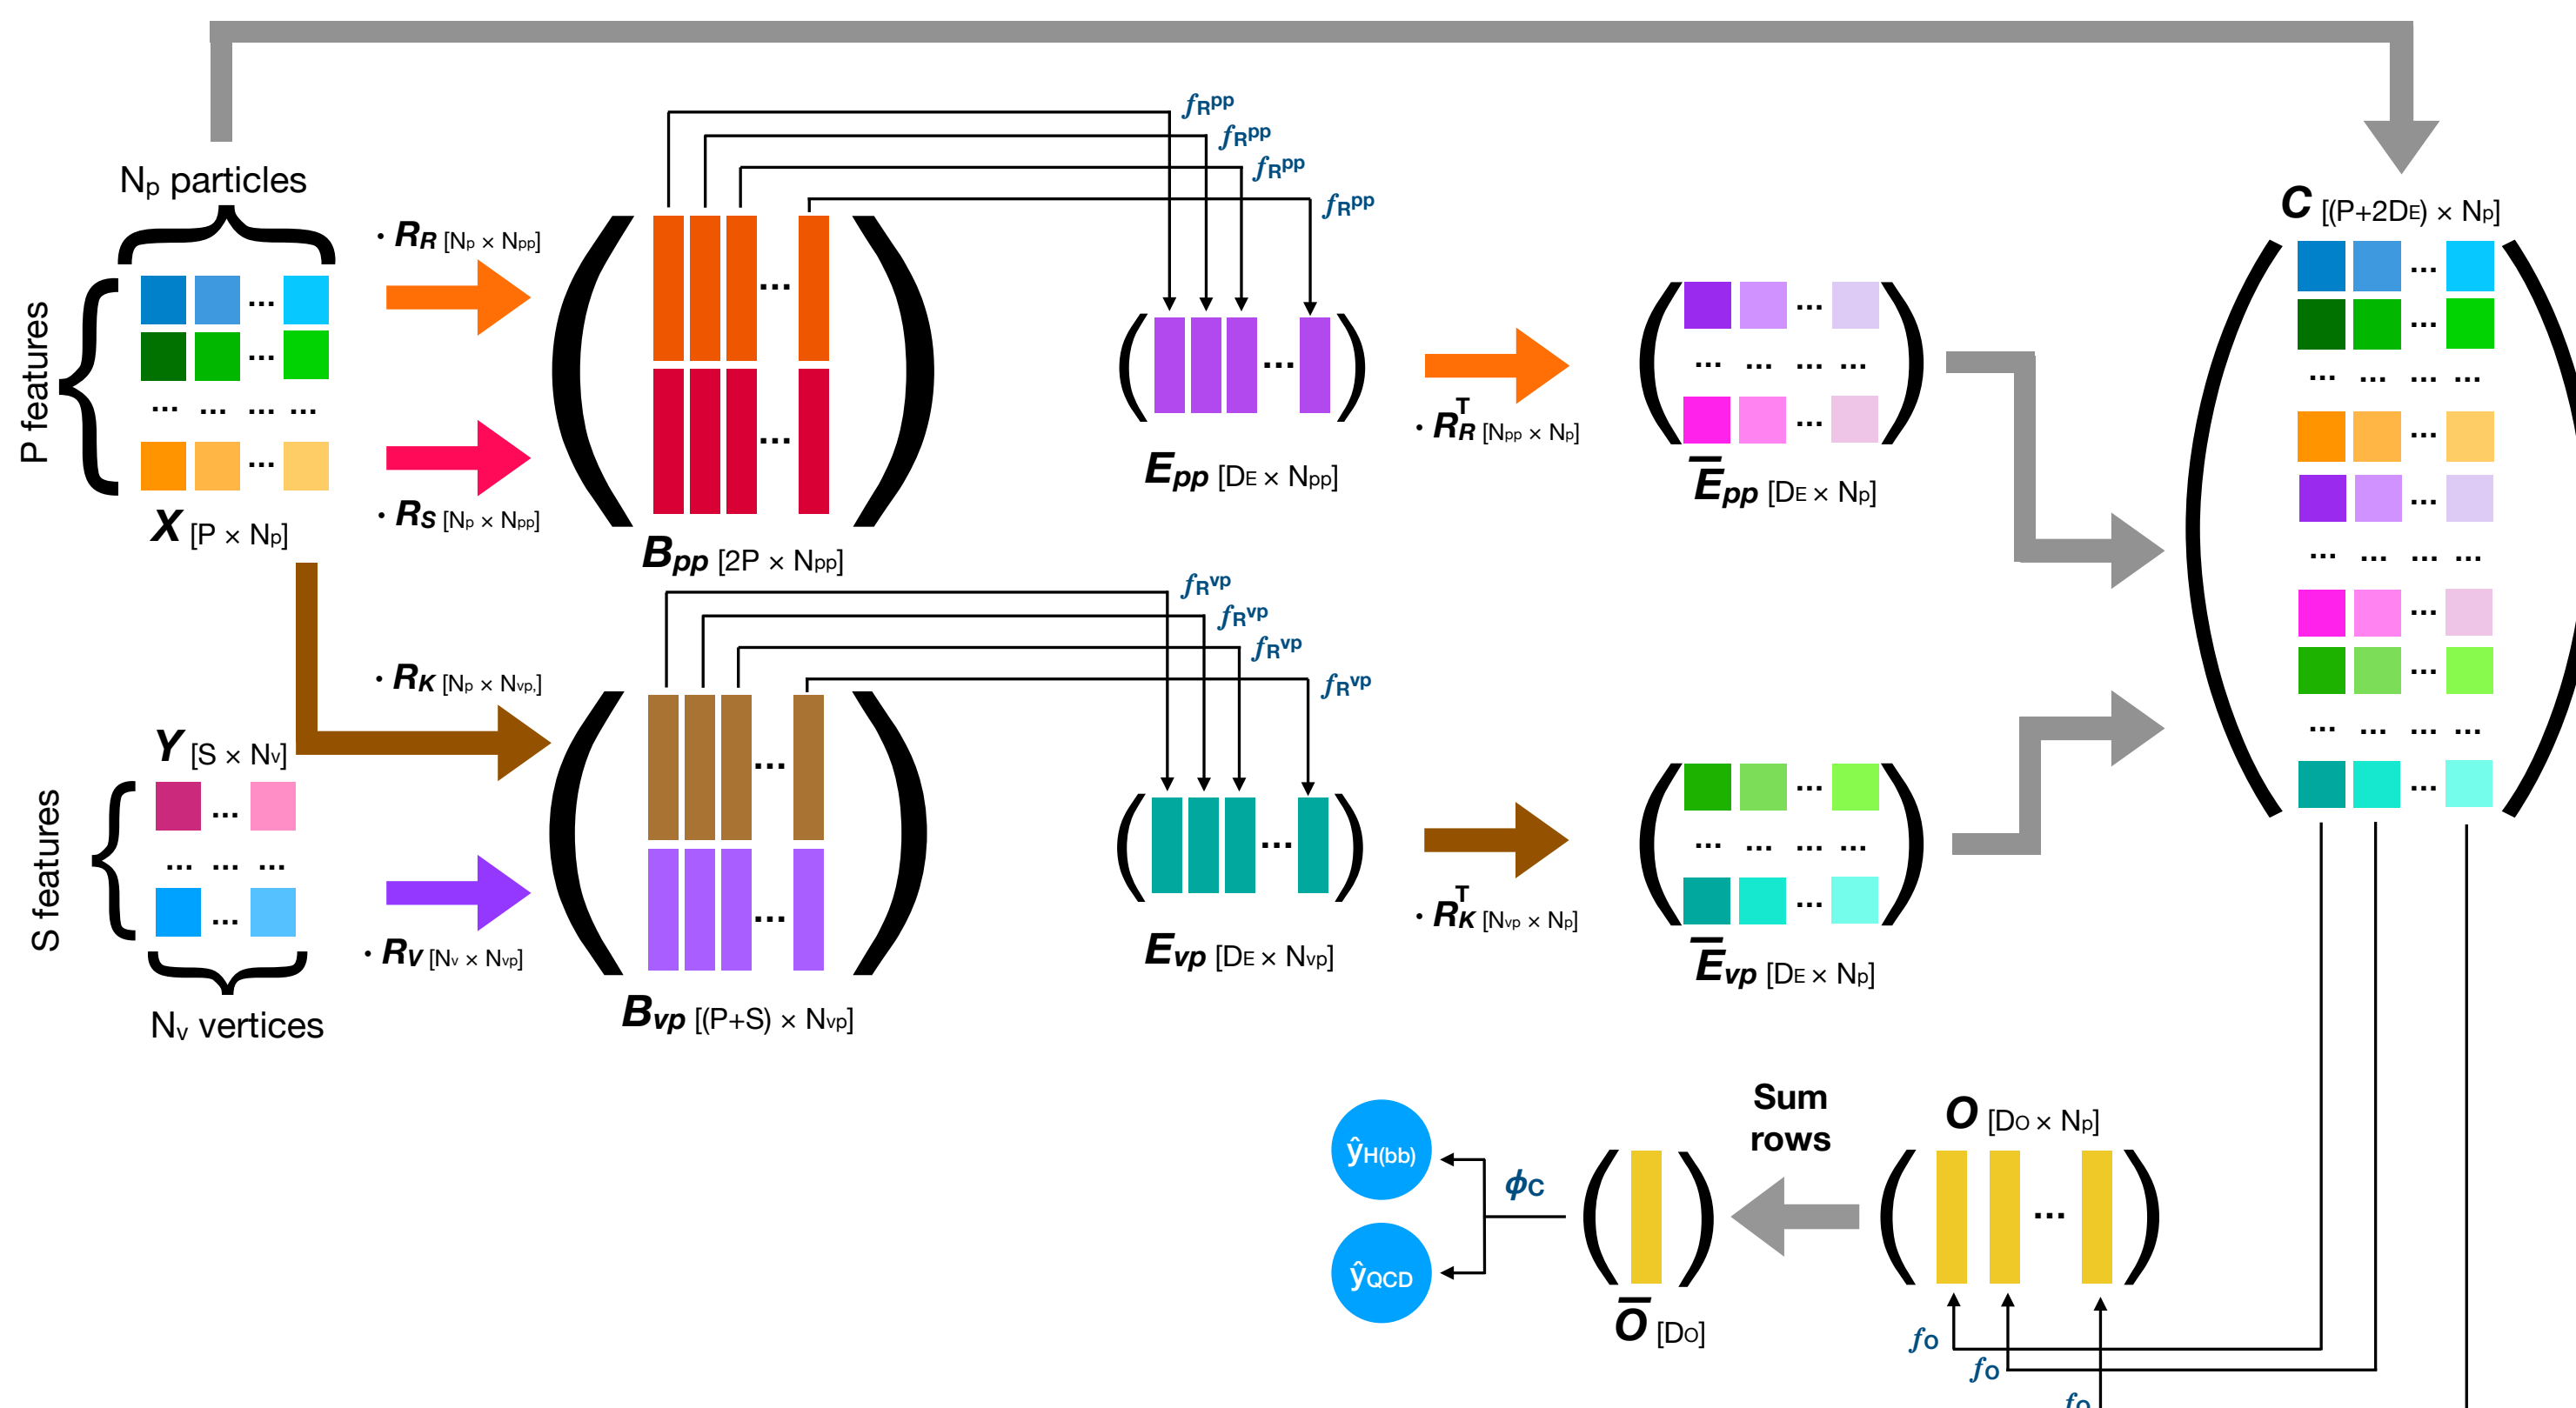 fRpp
fRpp
fRpp
fRpp
Np particles
P features
· RR [Np × Npp]
· RS [Np × Npp]
X [P × Np]
Bpp [2P × Npp]
Epp [DE × Npp]
· RRT [Npp × Np]
Epp [DE × Np]
C [(P+2DE) × Np]
fRvp
fRvp
fRvp
fRvp
· RK [Np × Nvp,]
Y [S × Nv]
S features
· RV [Nv × Nvp]
Nv vertices
Bvp [(P+S) × Nvp]
Evp [DE × Nvp]
· RKT [Nvp × Np]
Evp [DE × Np]
Sum
rows
O [DO × Np]
ŷH(bb)
ϕC
ŷQCD
O [DO]
fO
fO
fO